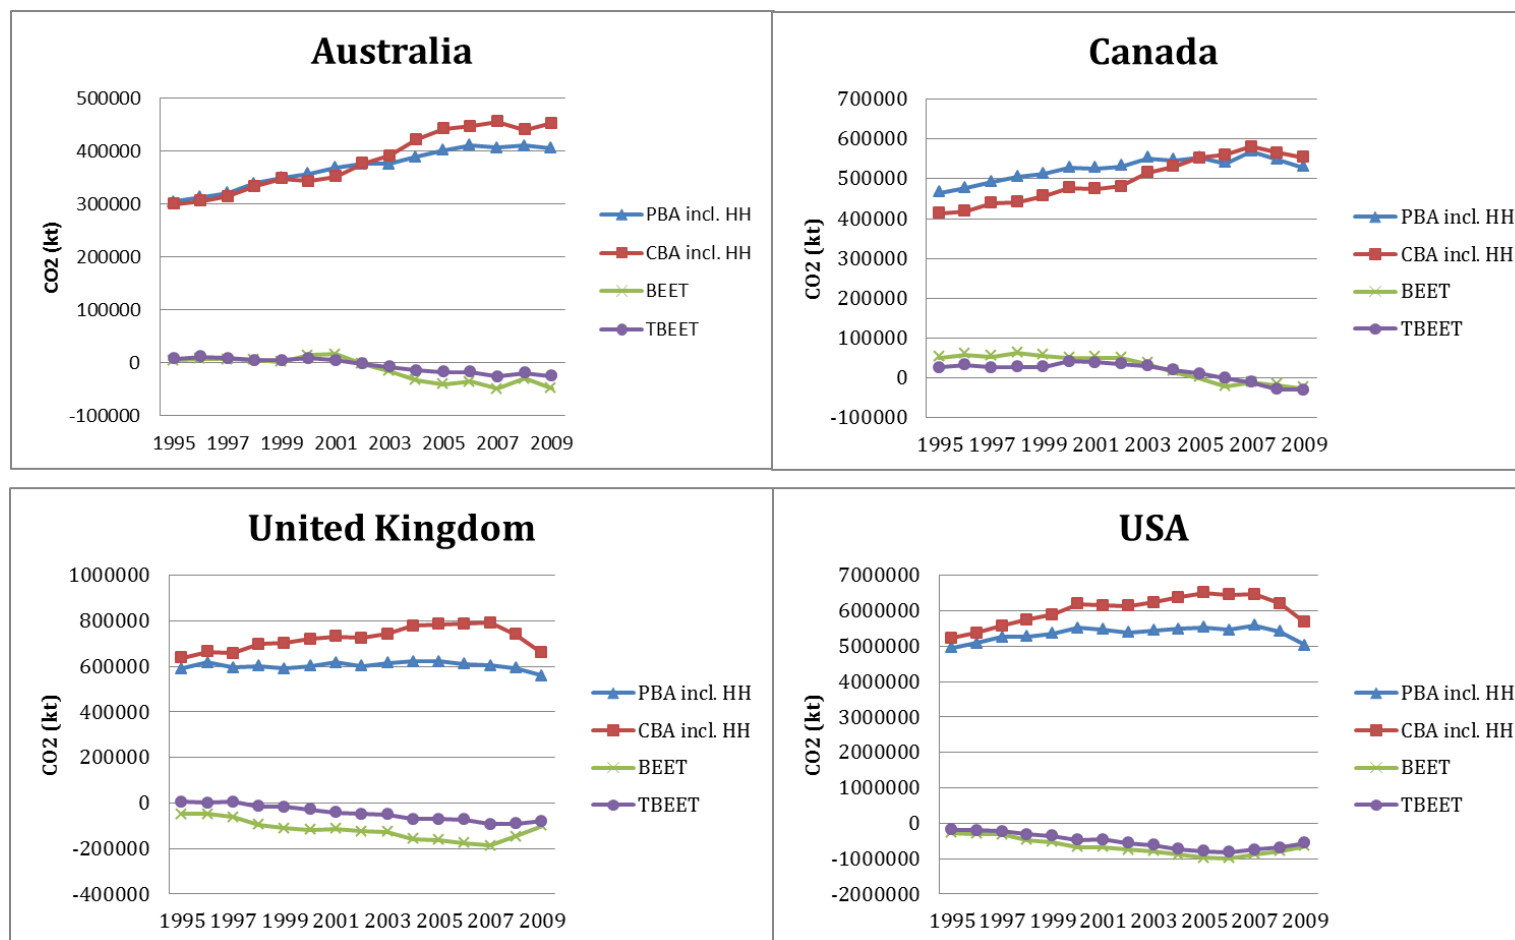 Australia
500000
400000
300000
200000
100000
0
-100000
CO2 (kt)
1995 1997 1999 2001 2003 2005 2007 2009
PBA incl. HH
CBA incl. HH
BEET
TBEET
Canada
700000
600000
500000
400000
300000
200000
100000
0
-100000
CO2 (kt)
1995 1997 1999 2001 2003 2005 2007 2009
PBA incl. HH
CBA incl. HH
BEET
TBEET
United Kingdom
1000000
800000
600000
400000
200000
0
-200000
-400000
CO2 (kt)
1995 1997 1999 2001 2003 2005 2007 2009
PBA incl. HH
CBA incl. HH
BEET
TBEET
USA
7000000
6000000
5000000
4000000
3000000
2000000
1000000
0
-1000000
-2000000
CO2 (kt)
1995 1997 1999 2001 2003 2005 2007 2009
PBA incl. HH
CBA incl. HH
BEET
TBEET